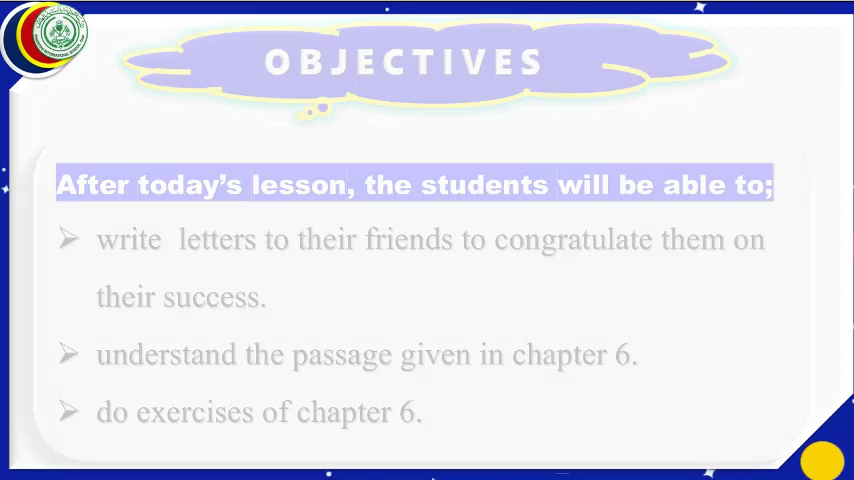 OBJECTIVES
After today’s lesson, the students will be able to;
➢ write letters to their friends to congratulate them on
their success.
➢ understand the passage given in chapter 6.
➢ do exercises of chapter 6.